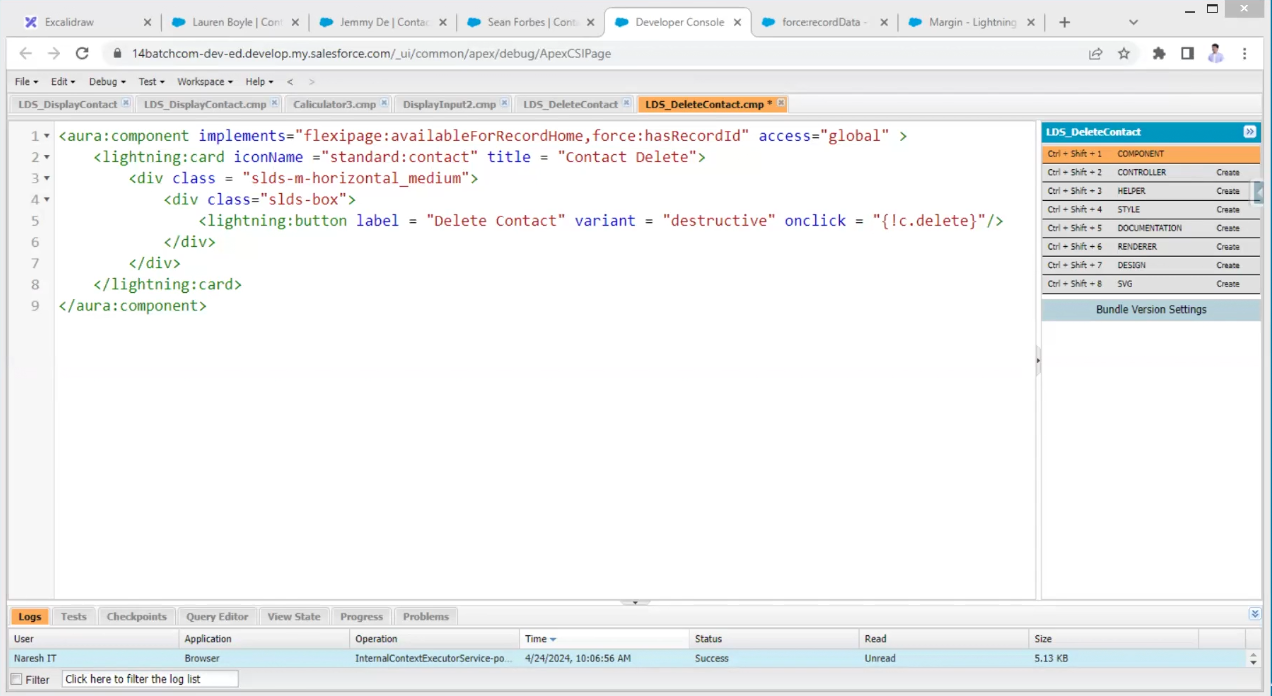 Excalidraw
Lauren Boyle | Con
Jemmy De | Contac
Sean Forbes | Cont
Developer Console
force:recordData -
Margin - Lightning
14batchcom-dev-ed.develop.my.salesforce.com/_ui/common/apex/debug/ApexCSIPage
File Edit Debug Test Workspace Help < >
LDS_DisplayContact LDS_DisplayContact.cmp Caliculator3.cmp DisplayInput2.cmp LDS_DeleteContact LDS_DeleteContact.cmp *
1 <aura:component implements="flexipage:availableForRecordHome,force:hasRecordId" access="global" >
2 <lightning:card iconName ="standard:contact" title = "Contact Delete">
3 <div class = "slds-m-horizontal_medium">
4 <div class="slds-box">
5 <lightning:button label = "Delete Contact" variant = "destructive" onclick = "{!c.delete}"/>
6 </div>
7 </div>
8 </lightning:card>
9 </aura:component>
LDS_DeleteContact
Ctrl + Shift + 1 COMPONENT
Ctrl + Shift + 2 CONTROLLER Create
Ctrl + Shift + 3 HELPER Create
Ctrl + Shift + 4 STYLE Create
Ctrl + Shift + 5 DOCUMENTATION Create
Ctrl + Shift + 6 RENDERER Create
Ctrl + Shift + 7 DESIGN Create
Ctrl + Shift + 8 SVG Create
Bundle Version Settings
Logs Tests Checkpoints Query Editor View State Progress Problems
User Application Operation Time Status Read Size
Naresh IT Browser InternalContextExecutorService-po... 4/24/2024, 10:06:56 AM Success Unread 5.13 KB
Filter Click here to filter the log list